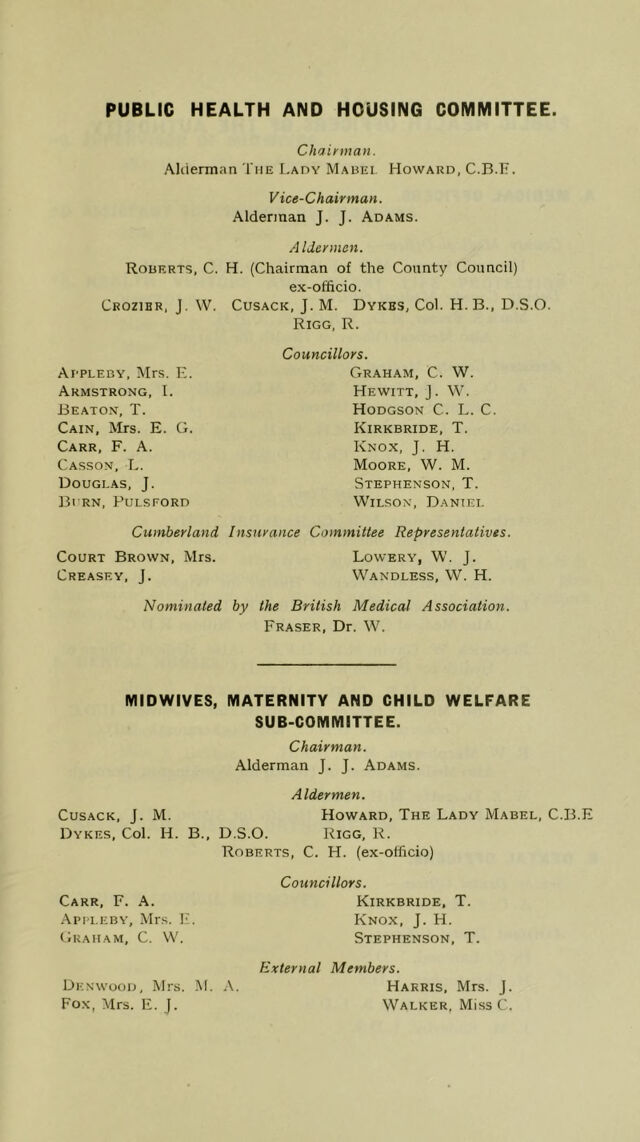 PUBLIC HEALTH AND HOUSING COMMITTEE.
Chairman.
Alderman THE LADY MABEL HOWARD, C.B.E.
Vice-Chairman.
Alderman J. J. ADAMS.
Aldermen.
ROBERTS, C. H. (Chairman of the County Council)
ex-officio.
CROZIER, J. W. CUSACK, J. M. DYKES, Col. H. B., D.S.O.
RIGG, R.
Councillors.
APPLEBY, Mrs. E. GRAHAM, C. W.
ARMSTRONG, I. HEWITT, J. W.
BEATON, T. HODGSON C. L. C.
CAIN, Mrs. E. G. KIRKBRIDE, T.
CARR, F. A. KNOX, J. H.
CASSON, L. MOORE, W. M.
DOUGLAS, J. STEPHENSON, T.
BURN, PULSFORD WILSON, DANIEL
Cumberland Insurance Committee Representatives.
COURT BROWN, Mrs. LOWERY, W. J.
CREASEY, J. WANDLESS, W. H.
Nominated by the British Medical Association.
FRASER, Dr. W.
MIDWIVES, MATERNITY AND CHILD WELFARE
SUB-COMMITTEE.
Chairman.
Alderman J. J. ADAMS.
Aldermen.
CUSACK, J. M. HOWARD, THE LADY MABEL, C.B.E
DYKES, Col. H. B., D.S.O. RIGG, R.
ROBERTS, C. H. (ex-officio)
Councillors.
CARR, F. A. KIRKBRIDE, T.
APPLEBY, Mrs. E. KNOX, J. H.
GRAHAM, C. W. STEPHENSON, T.
External Members.
DENWOOD, Mrs. M. A. HARRIS, Mrs. J.
FOX, Mrs. E. J. WALKER, Miss C.